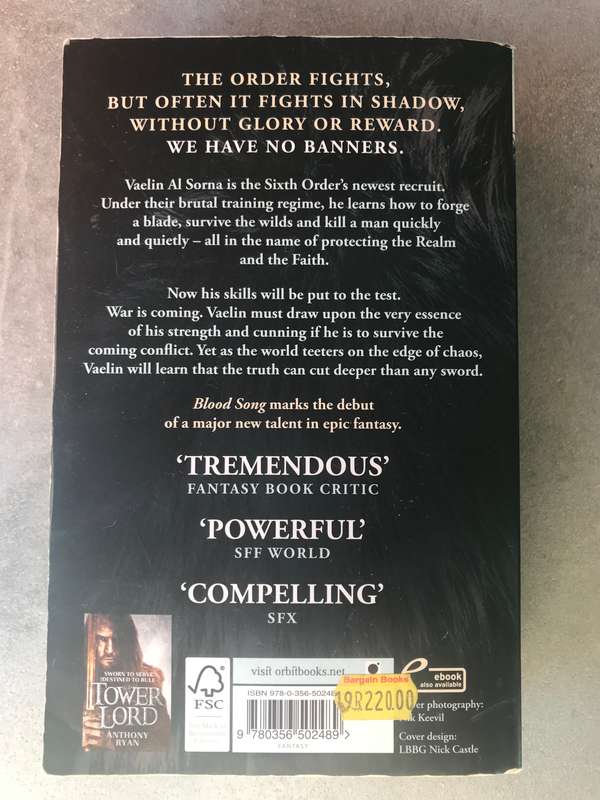 THE ORDER FIGHTS,
BUT OFTEN IT FIGHTS IN SHADOW,
WITHOUT GLORY OR REWARD.
WE HAVE NO BANNERS.
Vaelin Al Sorna is the Sixth Order's newest recruit.
Under their brutal training regime, he learns how to forge
a blade, survive the wilds and kill a man quickly
and quietly – all in the name of protecting the Realm
and the Faith.
Now his skills will be put to the test.
War is coming. Vaelin must draw upon the very essence
of his strength and cunning if he is to survive the
coming conflict. Yet as the world teeters on the edge of chaos,
Vaelin will learn that the truth can cut deeper than any sword.
Blood Song marks the debut
of a major new talent in epic fantasy.
'TREMENDOUS'
FANTASY BOOK CRITIC
'POWERFUL'
SFF WORLD
'COMPELLING'
SFX
SWORN TO SERVE
DESTINED TO RULE
TOWER
LORD
ANTHONY
RYAN
FSC
visit orbitbooks.net
ISBN 978-0-356-50248
9 780356 502489 >
FANTASY
Bargain Books
R220.00
ebook
also available
photography:
Keevil
Cover design:
LBBG Nick Castle